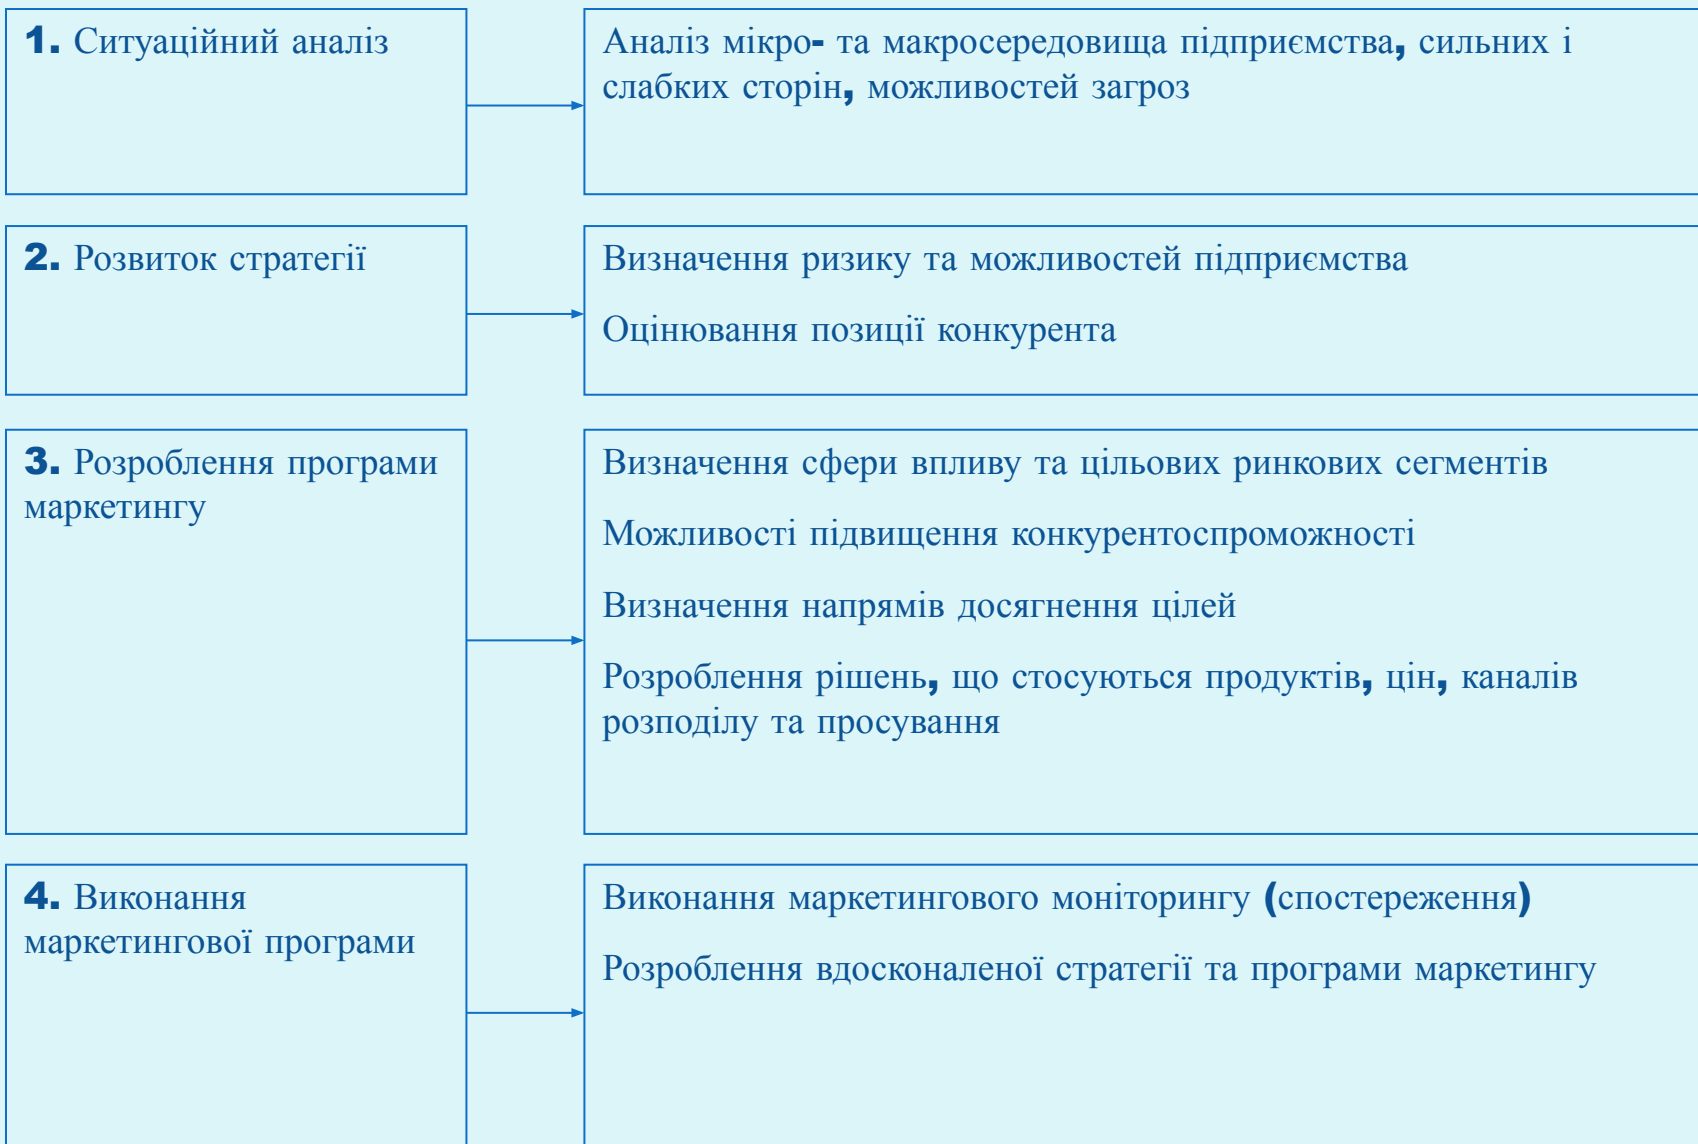 1. Ситуаційний аналіз
Аналіз мікро- та макросередовища підприємства, сильних і
слабких сторін, можливостей загроз
2. Розвиток стратегії
Визначення ризику та можливостей підприємства
Оцінювання позиції конкурента
3. Розроблення програми
маркетингу
Визначення сфери впливу та цільових ринкових сегментів
Можливості підвищення конкурентоспроможності
Визначення напрямів досягнення цілей
Розроблення рішень, що стосуються продуктів, цін, каналів
розподілу та просування
4. Виконання
маркетингової програми
Виконання маркетингового моніторингу (спостереження)
Розроблення вдосконаленої стратегії та програми маркетингу